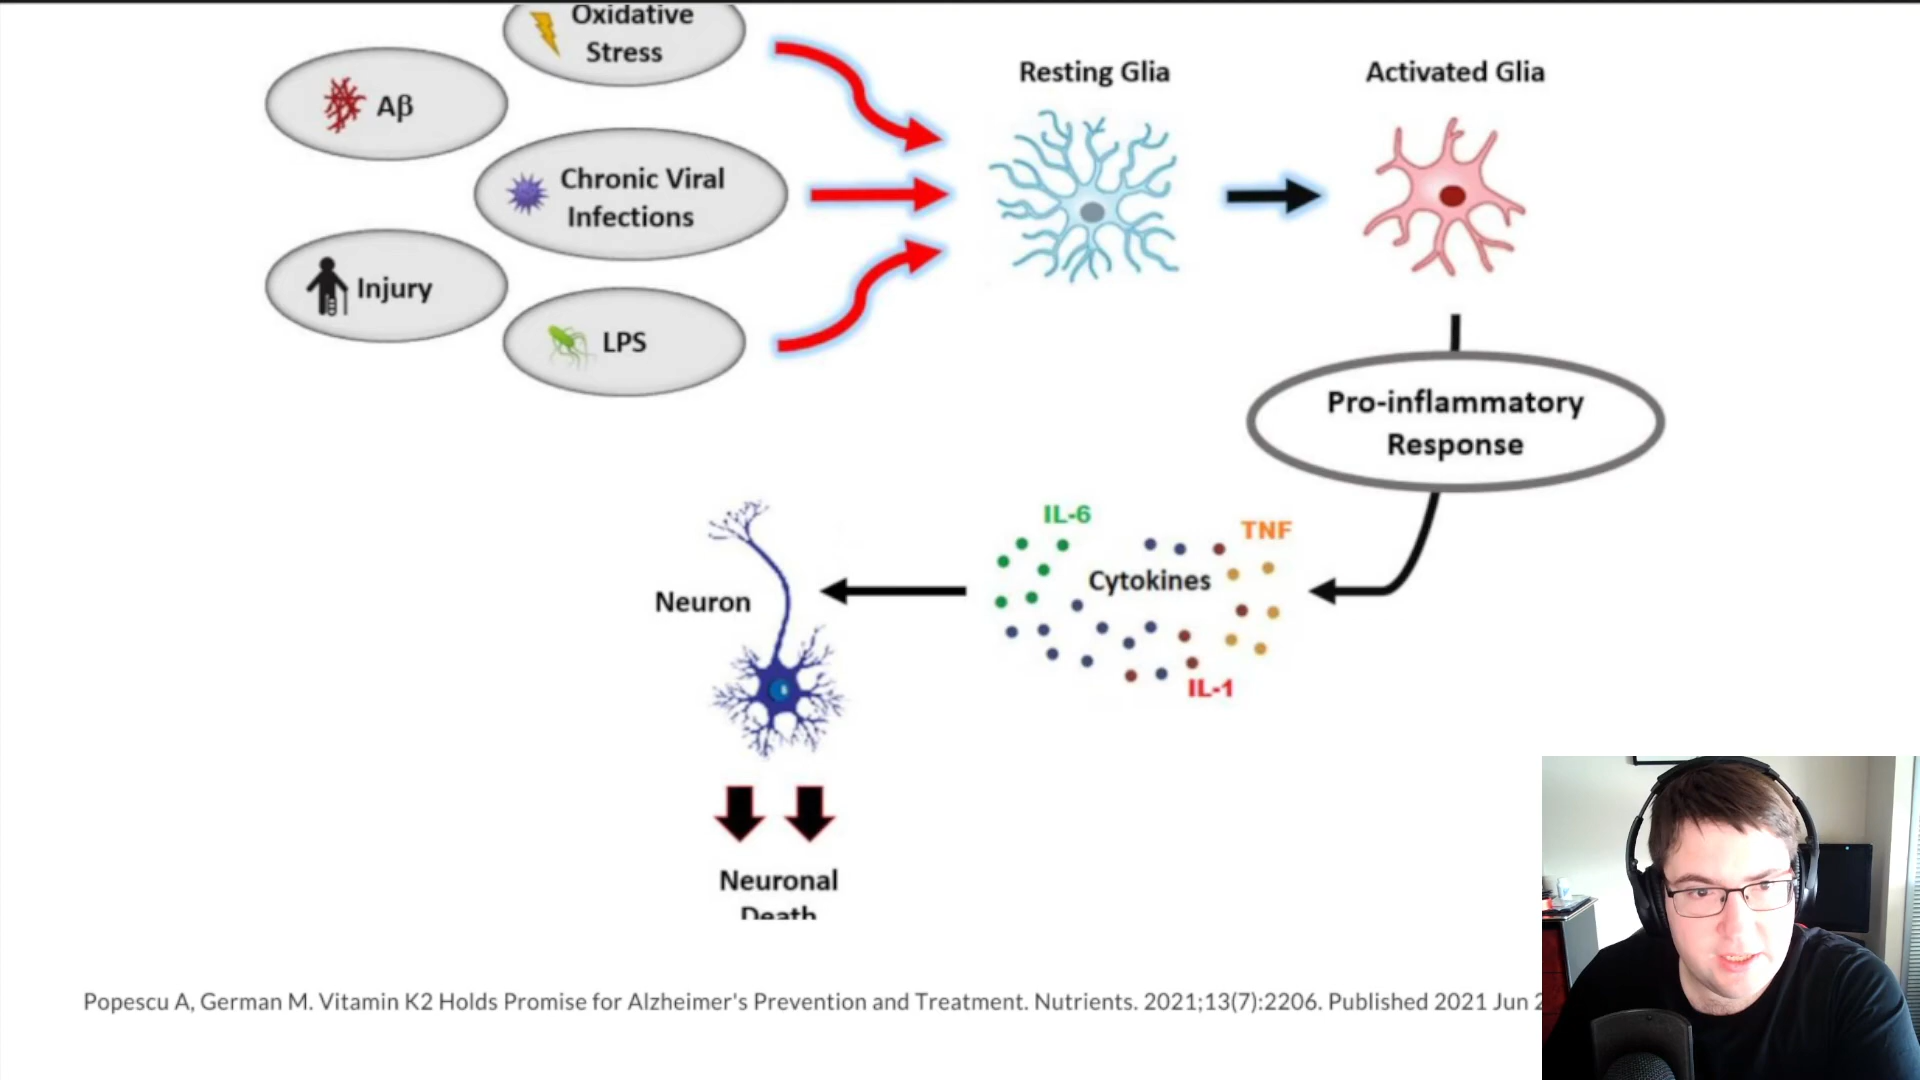 Oxidative
Stress
Aβ
Chronic Viral
Infections
Injury
LPS
Resting Glia
Activated Glia
Pro-inflammatory
Response
IL-6
TNF
Cytokines
IL-1
Neuron
Neuronal
Death
Popescu A, German M. Vitamin K2 Holds Promise for Alzheimer's Prevention and Treatment. Nutrients. 2021;13(7):2206. Published 2021 Jun